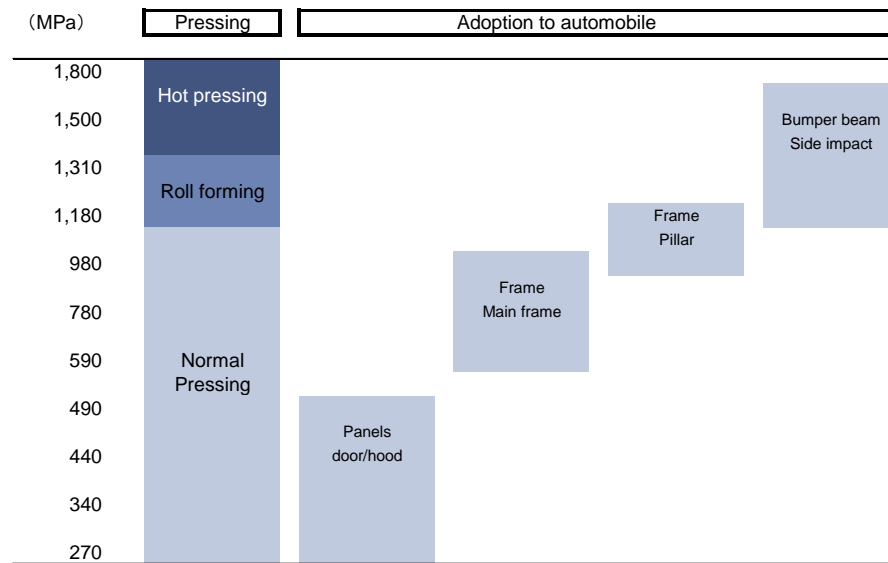 （MPa）
Pressing
Adoption to automobile
1,800
1,500
1,310
1,180
980
780
590
490
440
340
270
Hot pressing
Roll forming
Normal
Pressing
Panels
door/hood
Frame
Main frame
Frame
Pillar
Bumper beam
Side impact